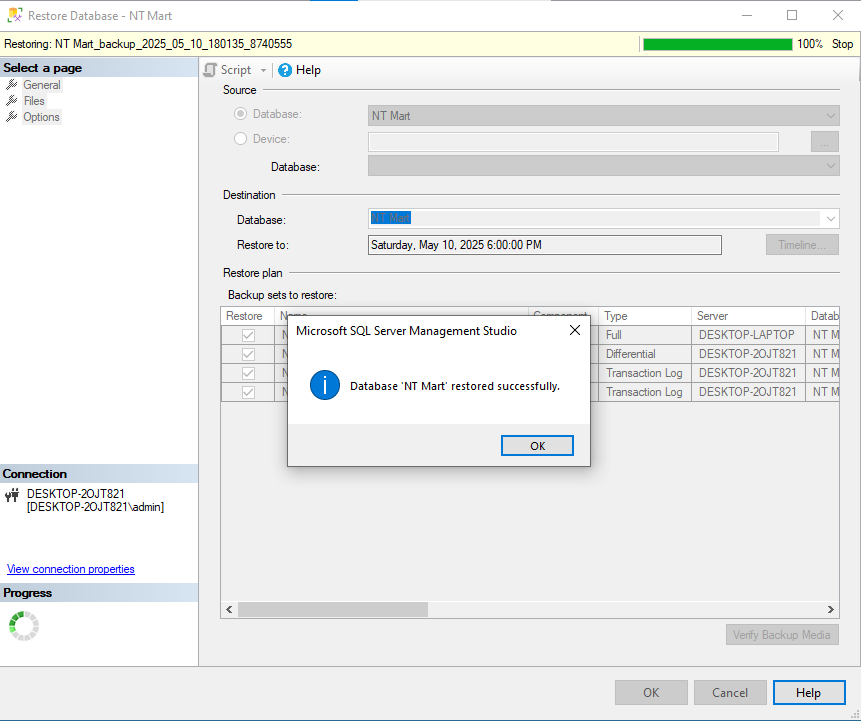 Restore Database - NT Mart
Restoring: NT Mart_backup_2025_05_10_180135_8740555
100%
Stop
Select a page
General
Files
Options
Script
Help
Source
Database:
NT Mart
Device:
...
Database:
Destination
Database:
NT Mart
Restore to:
Saturday, May 10, 2025 6:00:00 PM
Timeline...
Restore plan
Backup sets to restore:
Restore Name Component Type Server Datab
N Full DESKTOP-LAPTOP NT M
N Differential DESKTOP-2OJT821 NT M
N Transaction Log DESKTOP-2OJT821 NT M
N Transaction Log DESKTOP-2OJT821 NT M
Microsoft SQL Server Management Studio
Database 'NT Mart' restored successfully.
OK
Connection
DESKTOP-2OJT821
[DESKTOP-2OJT821\admin]
View connection properties
Progress
Verify Backup Media
OK
Cancel
Help